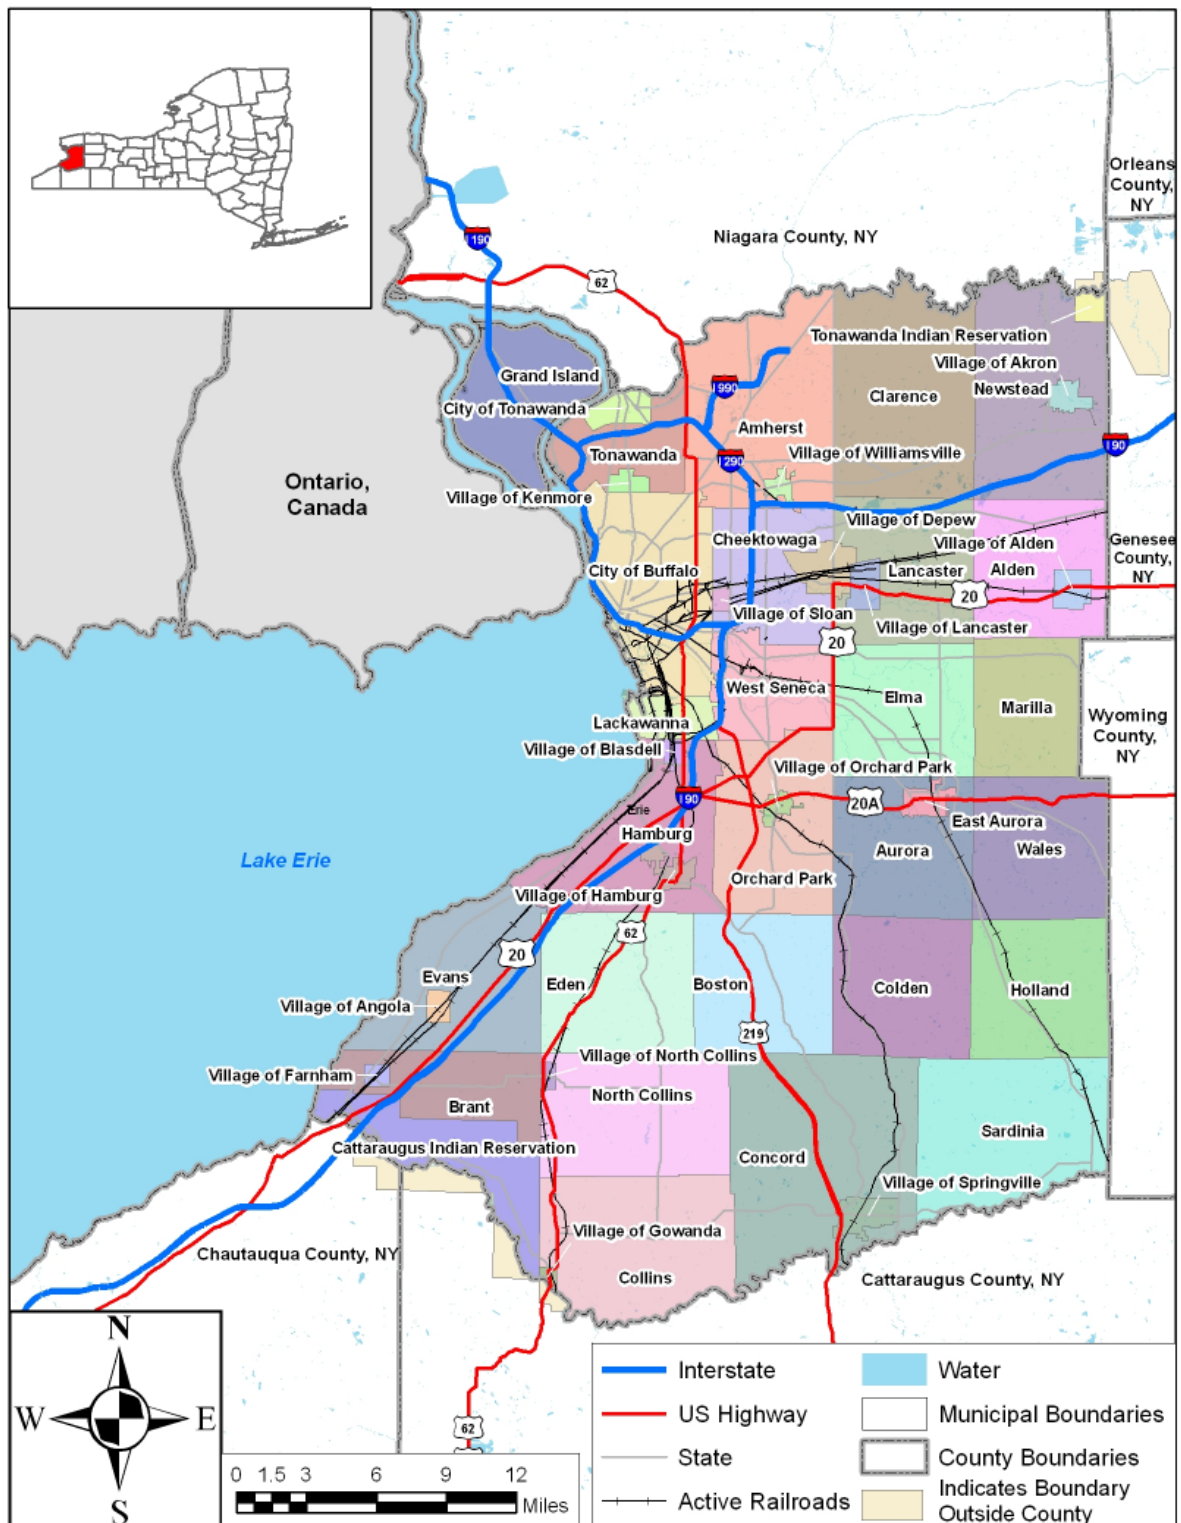 Orleans
County,
NY
190
Niagara County, NY
62
Tonawanda Indian Reservation
Village of Akron
Grand Island
990
Newstead
Clarence
City of Tonawanda
Amherst
I 90
Tonawanda
290
Village of Williamsville
Ontario,
Canada
Village of Kenmore
Village of Depew
Cheektowaga
Village of Alden
Genesee
County,
NY
City of Buffalo
Lancaster
Alden
20
Village of Sloan
Village of Lancaster
20
West Seneca
Elma
Marilla
Lackawanna
Wyoming
County,
NY
Village of Blasdell
Village of Orchard Park
I 90
20A
Erie
East Aurora
Hamburg
Lake Erie
Aurora
Wales
Orchard Park
Village of Hamburg
62
20
Evans
Eden
Boston
Colden
Holland
Village of Angola
219
Village of North Collins
Village of Farnham
North Collins
Brant
Sardinia
Cattaraugus Indian Reservation
Concord
Village of Springville
Village of Gowanda
Chautauqua County, NY
Collins
Cattaraugus County, NY
N
W
E
S
62
0 1.5 3 6 9 12
Miles
Interstate
US Highway
State
Active Railroads
Water
Municipal Boundaries
County Boundaries
Indicates Boundary
Outside County